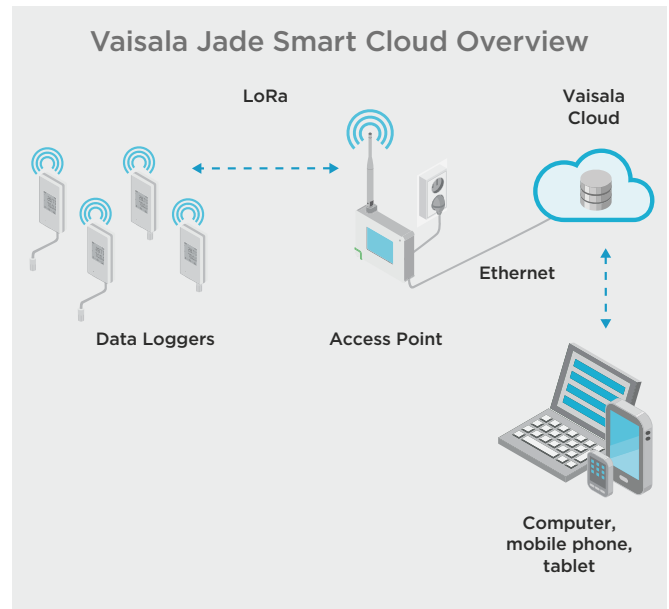 Vaisala Jade Smart Cloud Overview
LoRa
Vaisala
Cloud
Ethernet
Data Loggers
Access Point
Computer,
mobile phone,
tablet